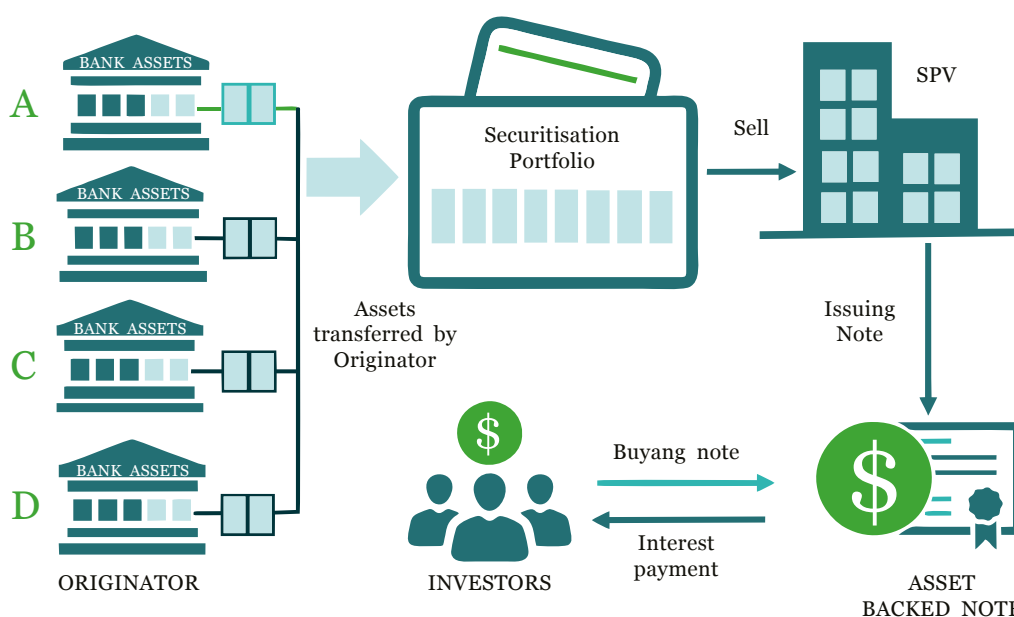 A
BANK ASSETS
B
BANK ASSETS
C
BANK ASSETS
D
BANK ASSETS
ORIGINATOR
Assets
transferred by
Originator
Securitisation
Portfolio
Sell
SPV
Issuing
Note
$
Buyang note
Interest
payment
INVESTORS
$
ASSET
BACKED NOTE